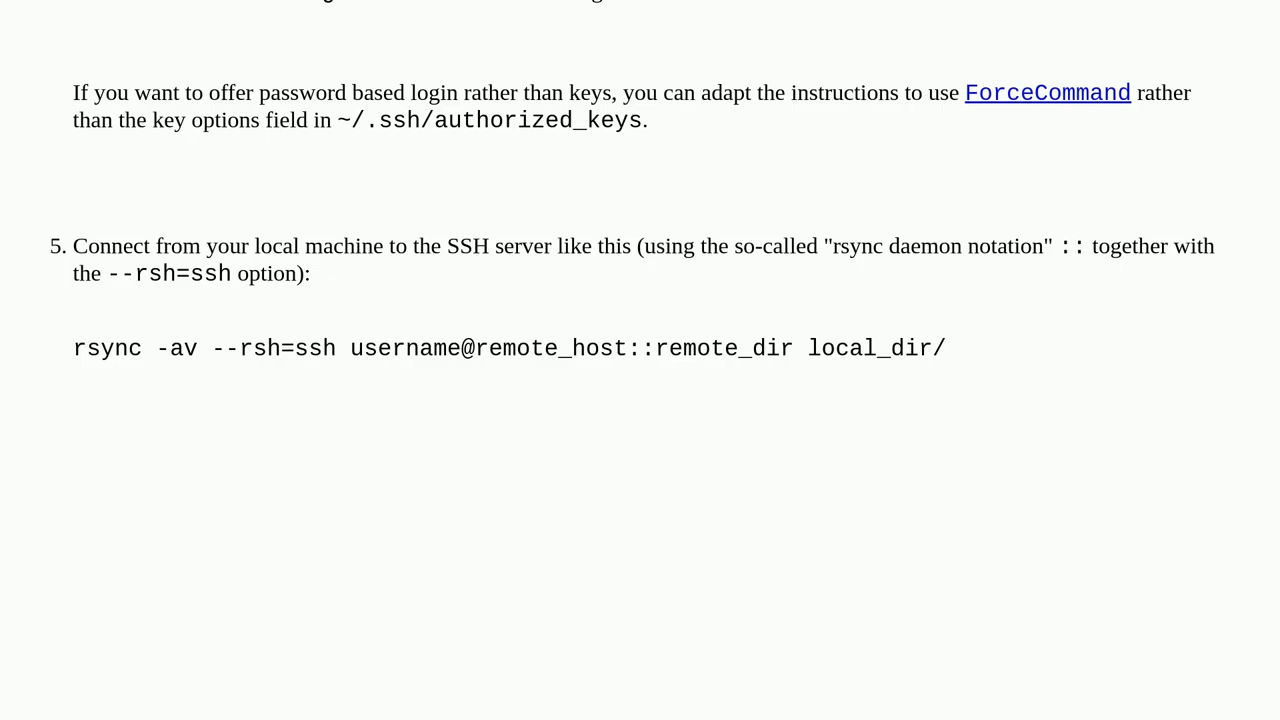 If you want to offer password based login rather than keys, you can adapt the instructions to use ForceCommand rather
than the key options field in ~/.ssh/authorized_keys.
5. Connect from your local machine to the SSH server like this (using the so-called "rsync daemon notation" :: together with
the --rsh=ssh option):
rsync -av --rsh=ssh username@remote_host::remote_dir local_dir/